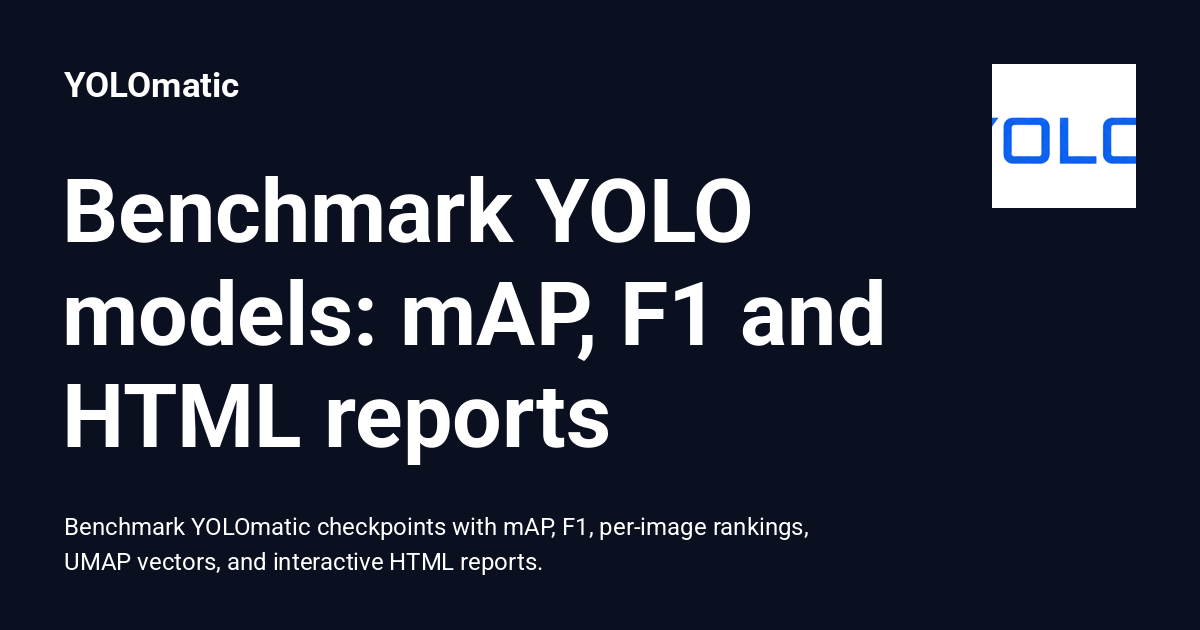 YOLOmatic
YOLO
Benchmark YOLO
models: mAP, F1 and
HTML reports
Benchmark YOLOmatic checkpoints with mAP, F1, per-image rankings,
UMAP vectors, and interactive HTML reports.